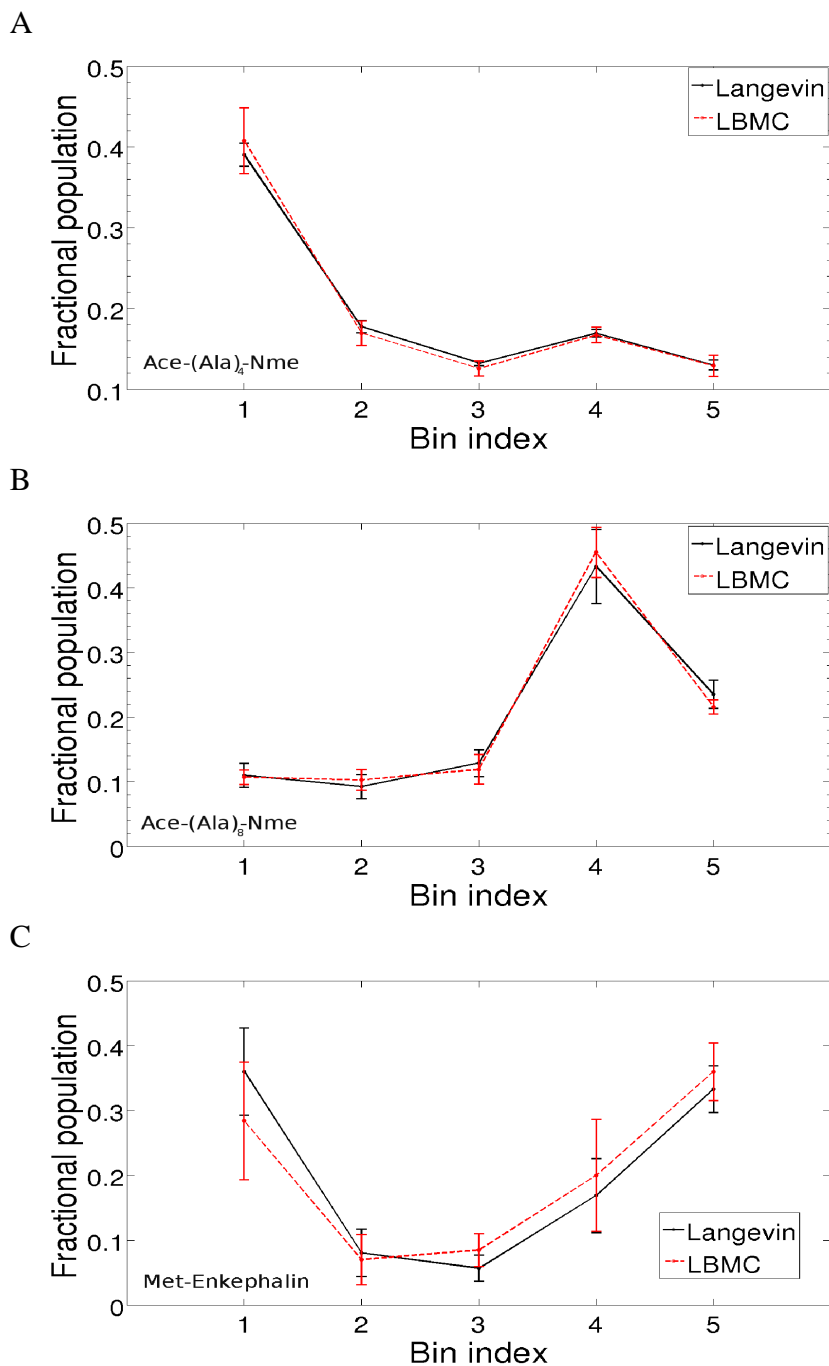 A
Fractional population
0.5
0.4
0.3
0.2
0.1
Langevin
LBMC
Ace-(Ala)₄-Nme
1 2 3 4 5
Bin index
B
Fractional population
0.5
0.4
0.3
0.2
0.1
0
Langevin
LBMC
Ace-(Ala)₈-Nme
1 2 3 4 5
Bin index
C
Fractional population
0.5
0.4
0.3
0.2
0.1
0
Langevin
LBMC
Met-Enkephalin
1 2 3 4 5
Bin index